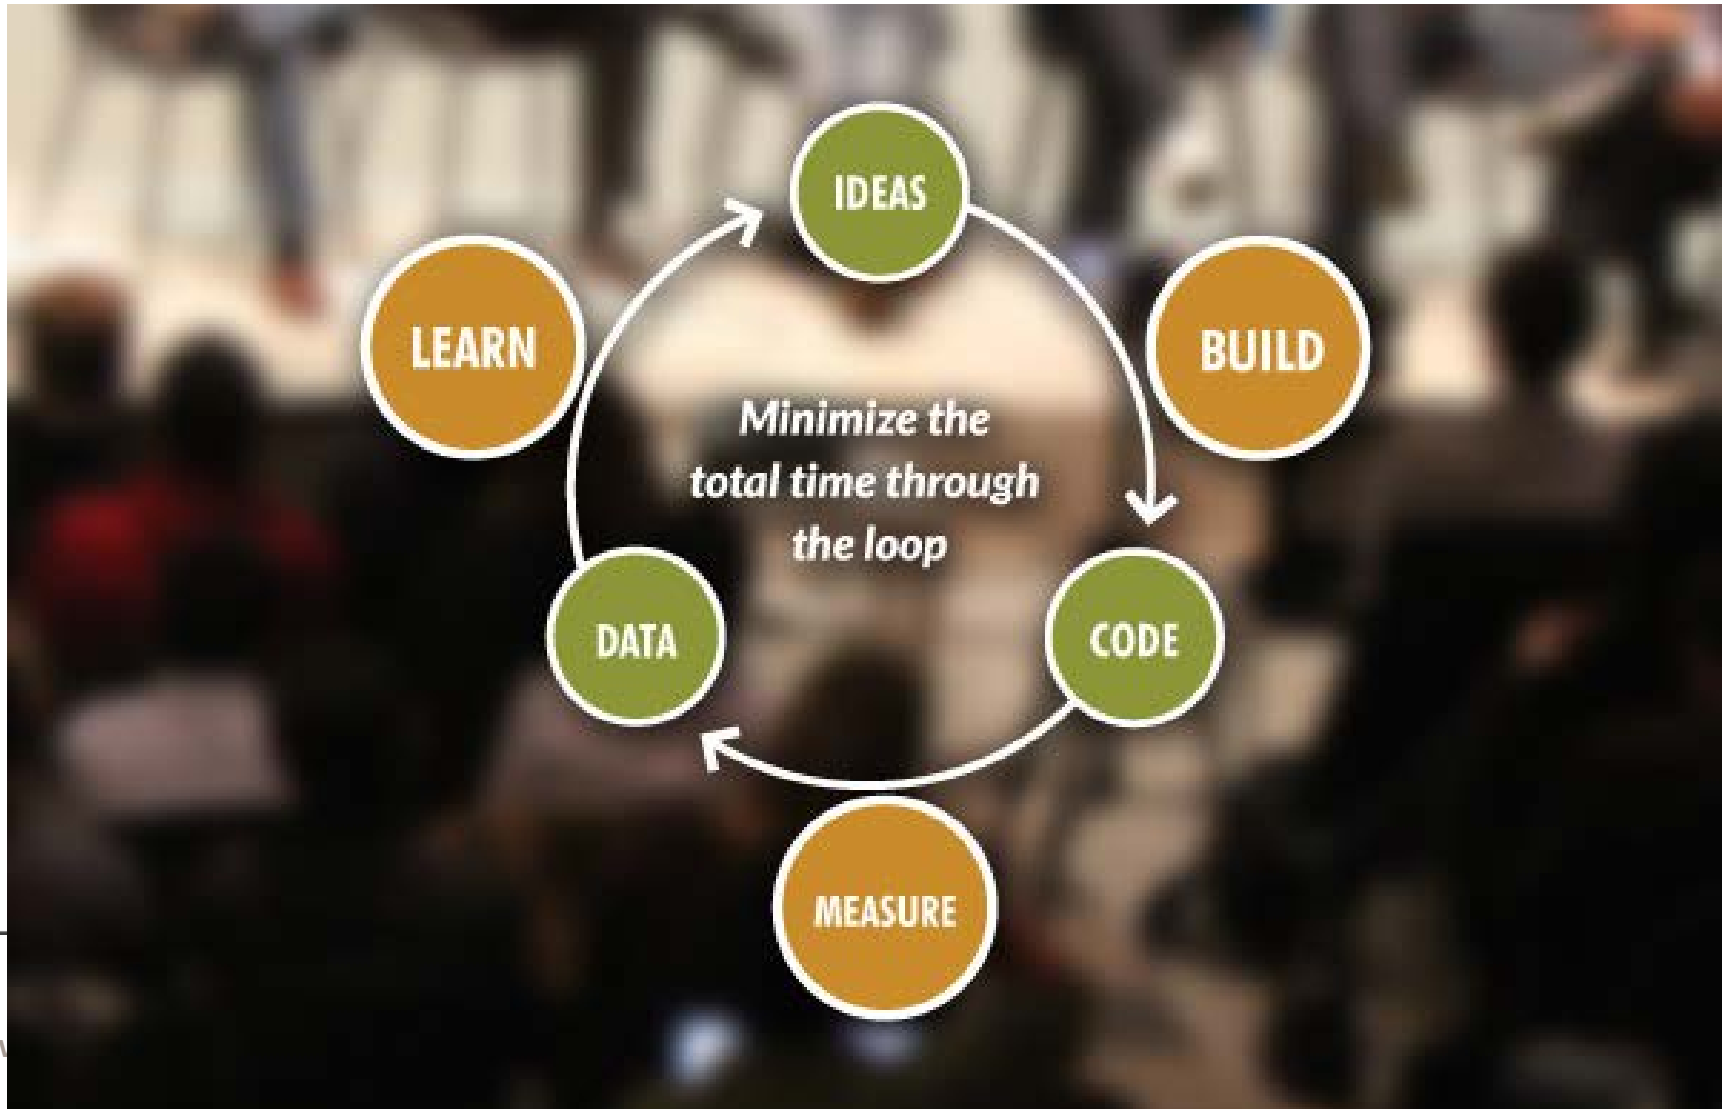 IDEAS
LEARN
BUILD
Minimize the
total time through
the loop
DATA
CODE
MEASURE